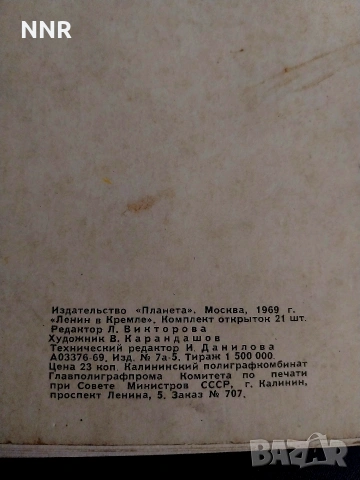 NNR
Издательство «Планета». Москва, 1969 г.
«Ленин в Кремле». Комплект открыток 21 шт.
Редактор Л. Викторова
Художник В. Карандашов
Технический редактор И. Данилова
А03376-69. Изд. № 7а-5. Тираж 1 500 000.
Цена 23 коп. Калининский полиграфкомбинат
Главполиграфпрома Комитета по печати
при Совете Министров СССР, г. Калинин,
проспект Ленина, 5. Заказ № 707.
bazar